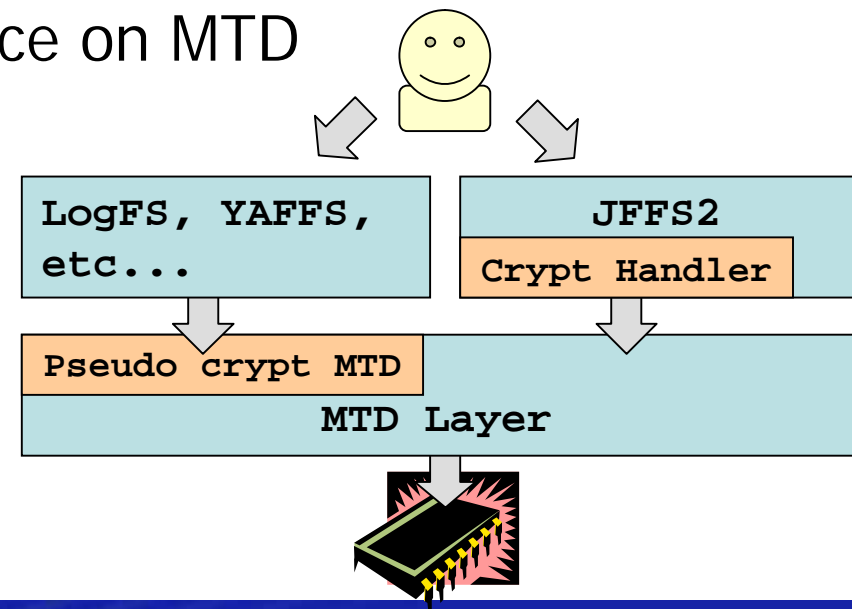 ce on MTD
LogFS, YAFFS,
etc...
JFFS2
Crypt Handler
Pseudo crypt MTD
MTD Layer